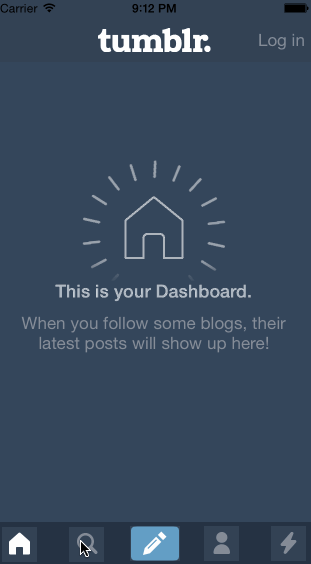 Carrier 9:12 PM
tumblr. Log in
This is your Dashboard.
When you follow some blogs, their
latest posts will show up here!